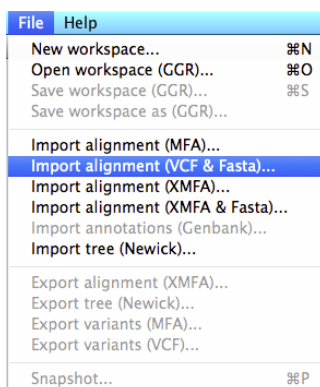 File Help
New workspace... ⌘N
Open workspace (GGR)... ⌘O
Save workspace (GGR)... ⌘S
Save workspace as (GGR)...
Import alignment (MFA)...
Import alignment (VCF & Fasta)...
Import alignment (XMFA)...
Import alignment (XMFA & Fasta)...
Import annotations (Genbank)...
Import tree (Newick)...
Export alignment (XMFA)...
Export tree (Newick)...
Export variants (MFA)...
Export variants (VCF)...
Snapshot... ⌘P